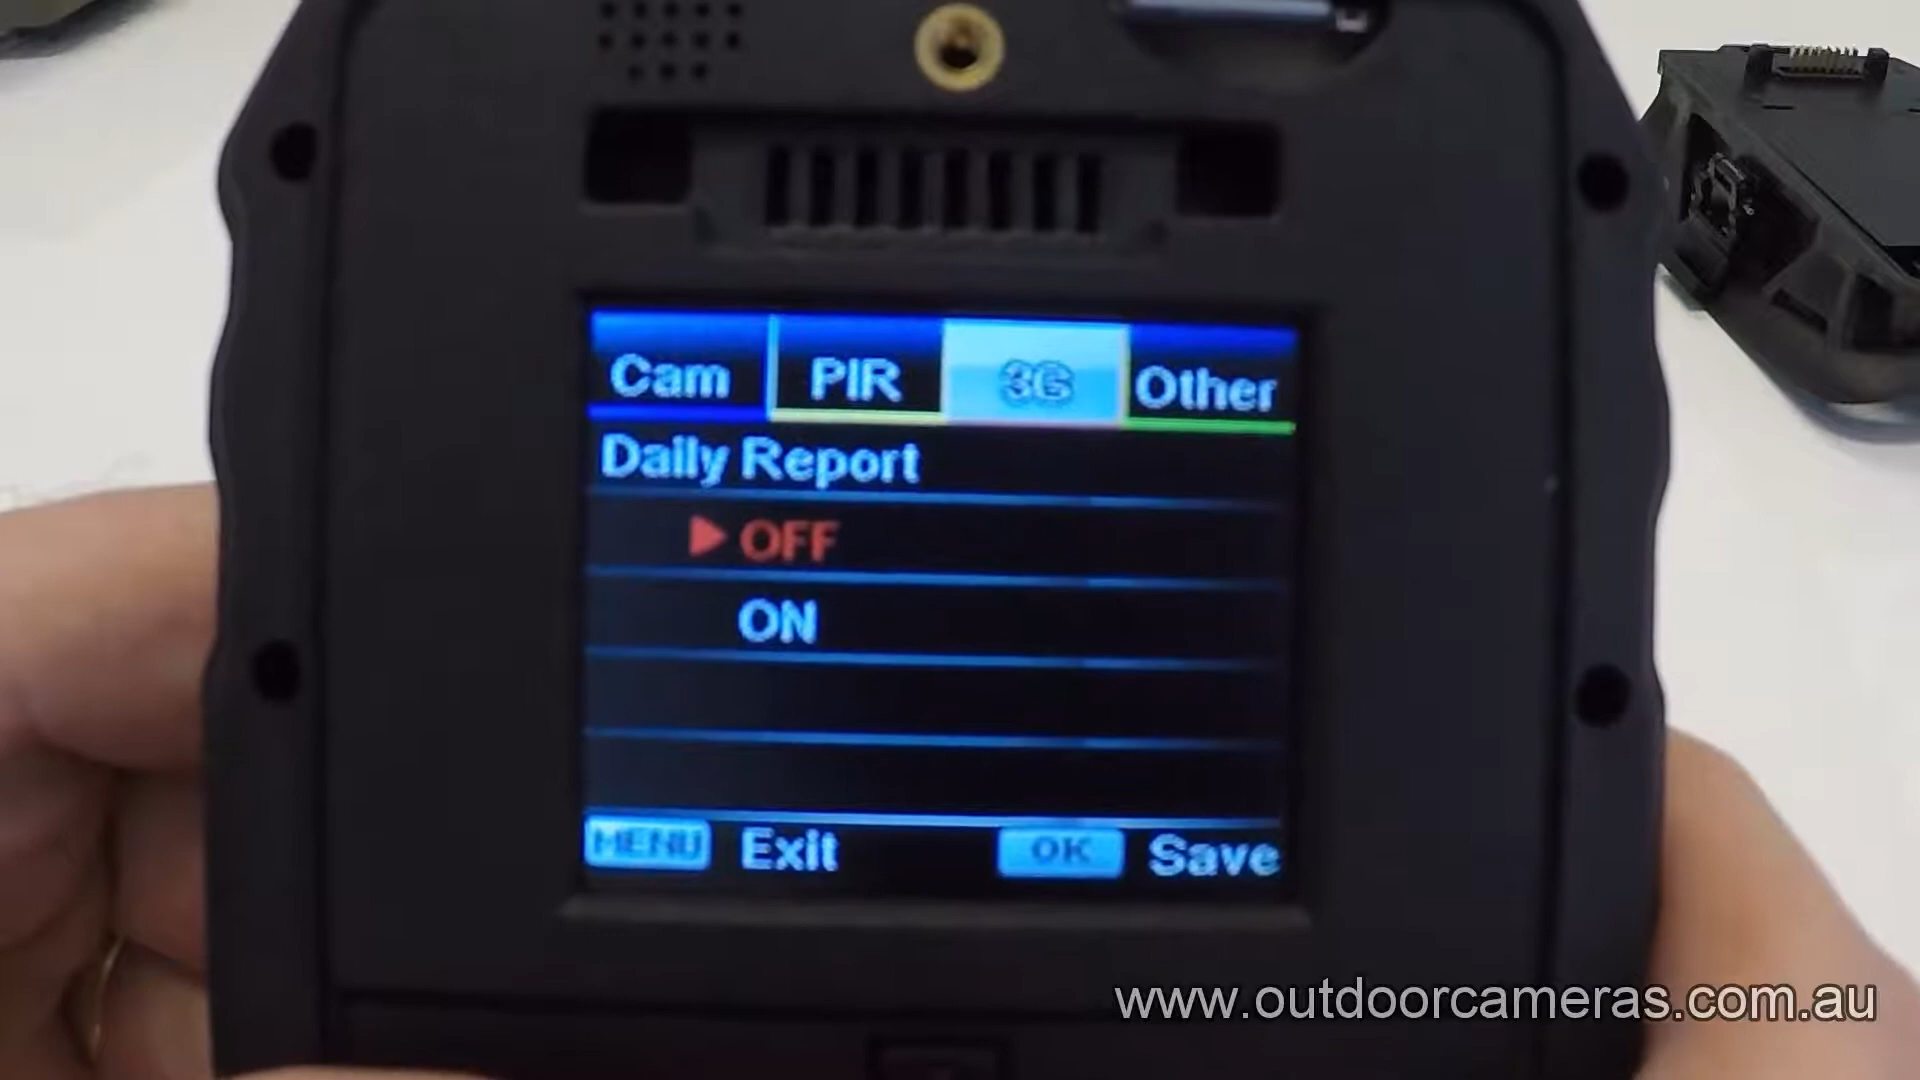 Cam PIR 3G Other
Daily Report
OFF
ON
MENU Exit OK Save
www.outdoorcameras.com.au